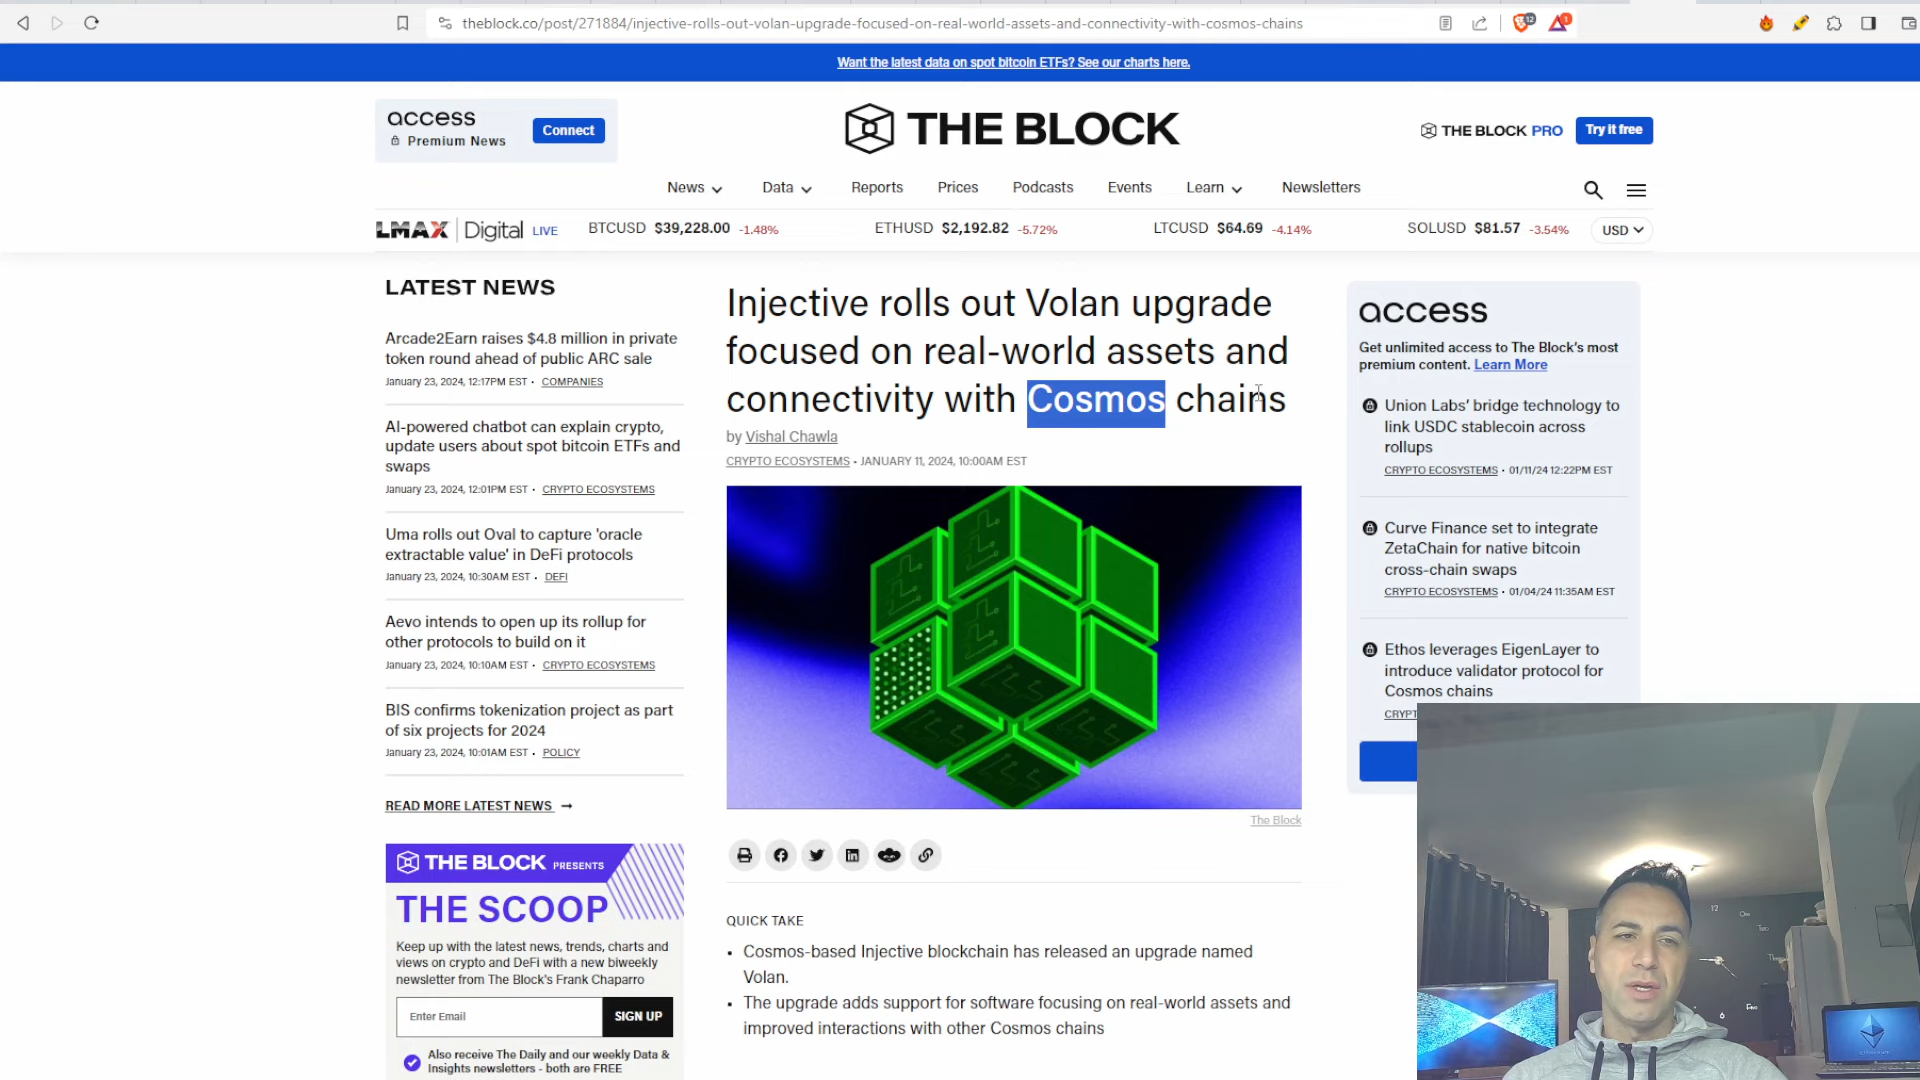 theblock.co/post/271884/injective-rolls-out-volan-upgrade-focused-on-real-world-assets-and-connectivity-with-cosmos-chains
12
1
Want the latest data on spot bitcoin ETFs? See our charts here.
access
Premium News
Connect
THE BLOCK
THE BLOCK PRO
Try it free
News
Data
Reports
Prices
Podcasts
Events
Learn
Newsletters
LMAX Digital LIVE
BTCUSD $39,228.00 -1.48%
ETHUSD $2,192.82 -5.72%
LTCUSD $64.69 -4.14%
SOLUSD $81.57 -3.54%
USD
LATEST NEWS
Arcade2Earn raises $4.8 million in private
token round ahead of public ARC sale
January 23, 2024, 12:17PM EST • COMPANIES
AI-powered chatbot can explain crypto,
update users about spot bitcoin ETFs and
swaps
January 23, 2024, 12:01PM EST • CRYPTO ECOSYSTEMS
Uma rolls out Oval to capture 'oracle
extractable value' in DeFi protocols
January 23, 2024, 10:30AM EST • DEFI
Aevo intends to open up its rollup for
other protocols to build on it
January 23, 2024, 10:10AM EST • CRYPTO ECOSYSTEMS
BIS confirms tokenization project as part
of six projects for 2024
January 23, 2024, 10:01AM EST • POLICY
READ MORE LATEST NEWS →
THE BLOCK PRESENTS
THE SCOOP
Keep up with the latest news, trends, charts and
views on crypto and DeFi with a new biweekly
newsletter from The Block's Frank Chaparro
Enter Email
SIGN UP
Also receive The Daily and our weekly Data &
Insights newsletters - both are FREE
Injective rolls out Volan upgrade
focused on real-world assets and
connectivity with Cosmos chains
by Vishal Chawla
CRYPTO ECOSYSTEMS • JANUARY 11, 2024, 10:00AM EST
The Block
QUICK TAKE
• Cosmos-based Injective blockchain has released an upgrade named
Volan.
• The upgrade adds support for software focusing on real-world assets and
improved interactions with other Cosmos chains
access
Get unlimited access to The Block's most
premium content. Learn More
Union Labs' bridge technology to
link USDC stablecoin across
rollups
CRYPTO ECOSYSTEMS • 01/11/24 12:22PM EST
Curve Finance set to integrate
ZetaChain for native bitcoin
cross-chain swaps
CRYPTO ECOSYSTEMS • 01/04/24 11:35AM EST
Ethos leverages EigenLayer to
introduce validator protocol for
Cosmos chains
CRYPT
12